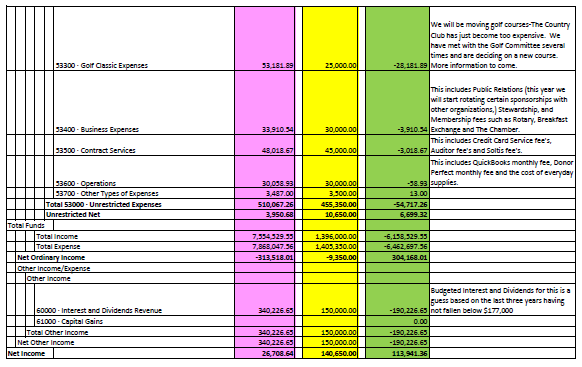 We will be moving golf courses-The Country
Club has just become too expensive. We
have met with the Golf Committee several
times and are deciding on a new course.
53300 · Golf Classic Expenses 53,181.89 25,000.00 -28,181.89 More information to come.
This includes Public Relations (this year we
will start rotating certain sponsorships with
other organizations,) Stewardship, and
Membership fees such as Rotary, Breakfast
53400 · Business Expenses 33,910.54 30,000.00 -3,910.54 Exchange and The Chamber.
This includes Credit Card Service fee's,
53500 · Contract Services 48,018.67 45,000.00 -3,018.67 Auditor fee's and Soltis fee's.
This includes QuickBooks monthly fee, Donor
Perfect monthly fee and the cost of everyday
53600 · Operations 30,058.93 30,000.00 -58.93 supplies.
53700 · Other Types of Expenses 3,487.00 3,500.00 13.00
Total 53000 · Unrestricted Expenses 510,067.26 455,350.00 -54,717.26
Unrestricted Net 3,950.68 10,650.00 6,699.32
Total Funds
Total Income 7,554,529.55 1,396,000.00 -6,158,529.55
Total Expense 7,868,047.56 1,405,350.00 -6,462,697.56
Net Ordinary Income -313,518.01 -9,350.00 304,168.01
Other Income/Expense
Other Income
Budgeted Interest and Dividends for this is a
guess based on the last three years having
60000 · Interest and Dividends Revenue 340,226.65 150,000.00 -190,226.65 not fallen below $177,000
61000 · Capital Gains 0.00
Total Other Income 340,226.65 150,000.00 -190,226.65
Net Other Income 340,226.65 150,000.00 -190,226.65
Net Income 26,708.64 140,650.00 113,941.36